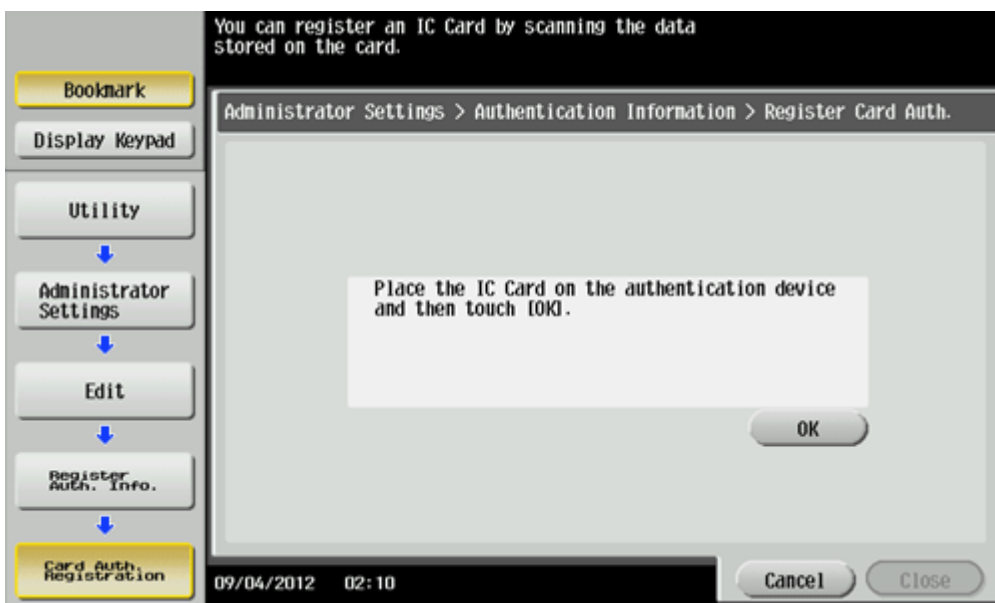 You can register an IC Card by scanning the data
stored on the card.
Bookmark
Display Keypad
Administrator Settings > Authentication Information > Register Card Auth.
Utility
Administrator
Settings
Edit
Register
Auth. Info.
Card Auth.
Registration
Place the IC Card on the authentication device
and then touch [OK].
OK
09/04/2012 02:10
Cancel
Close